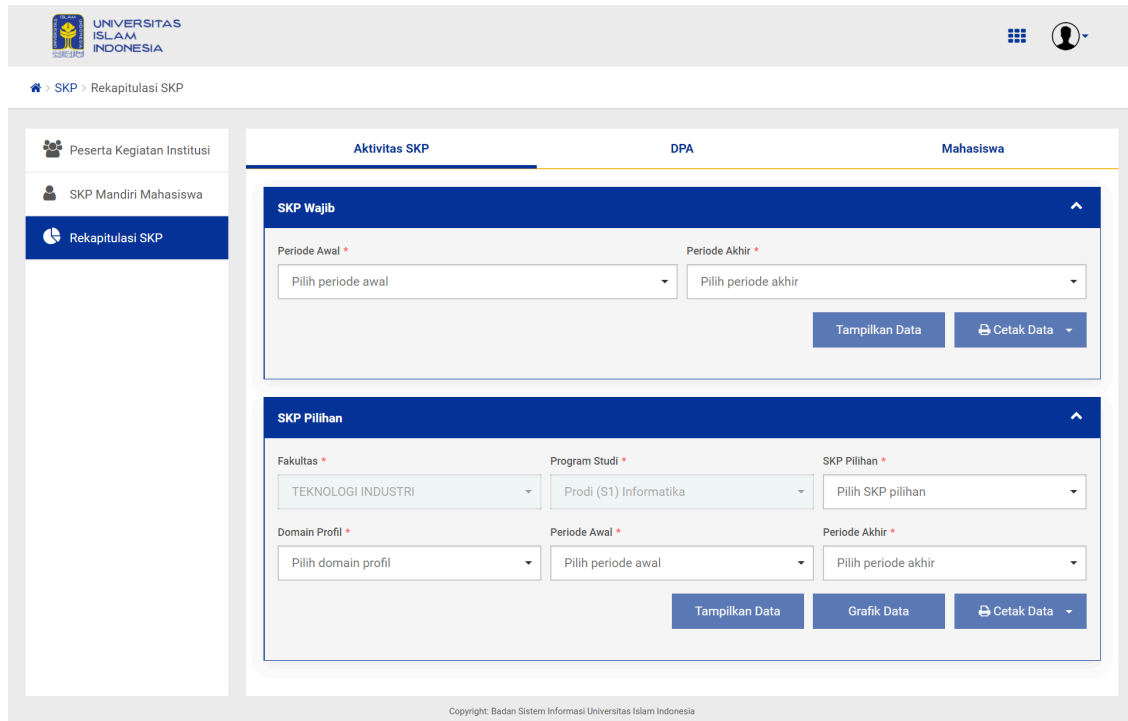 UNIVERSITAS
ISLAM
INDONESIA
SKP > Rekapitulasi SKP
Peserta Kegiatan Institusi
SKP Mandiri Mahasiswa
Rekapitulasi SKP
Aktivitas SKP
DPA
Mahasiswa
SKP Wajib
Periode Awal *
Periode Akhir *
Pilih periode awal
Pilih periode akhir
Tampilkan Data
Cetak Data
SKP Pilihan
Fakultas *
Program Studi *
SKP Pilihan *
TEKNOLOGI INDUSTRI
Prodi (S1) Informatika
Pilih SKP pilihan
Domain Profil *
Periode Awal *
Periode Akhir *
Pilih domain profil
Pilih periode awal
Pilih periode akhir
Tampilkan Data
Grafik Data
Cetak Data
Copyright: Badan Sistem Informasi Universitas Islam Indonesia